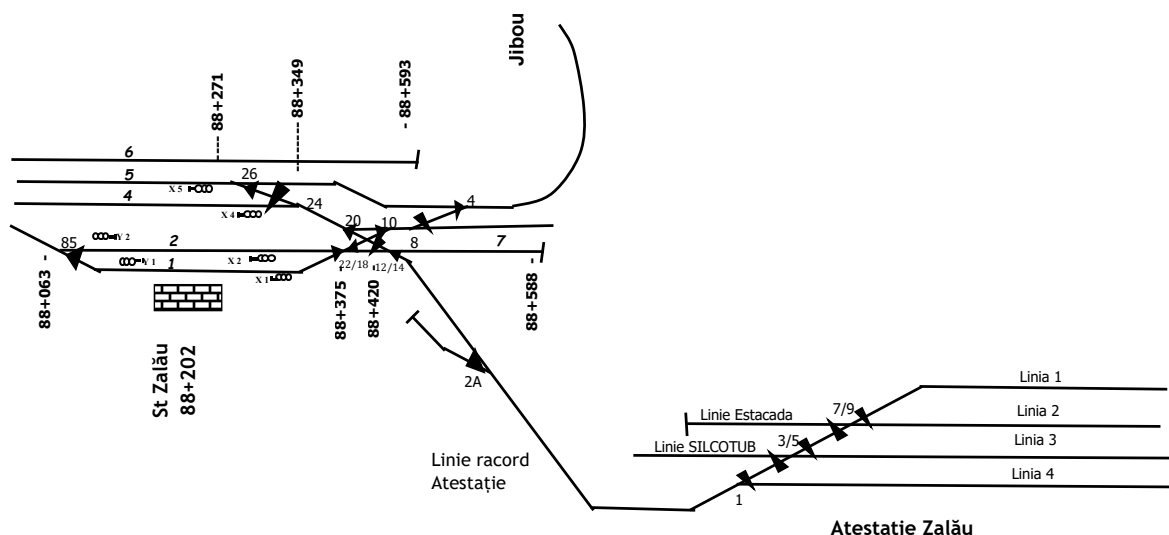 Jibou
88+271
88+349
88+593
6
5
26
X 5
4
X 4
24
20
10
4
85
Y 2
2
8
7
Y 1
1
X 2
X 1
22/18
12/14
88+063
88+375
88+420
88+588
St Zalău
88+202
2A
Linie racord
Atestație
Linia 1
7/9
Linie Estacada
Linia 2
3/5
Linie SILCOTUB
Linia 3
Linia 4
1
Atestatie Zalău